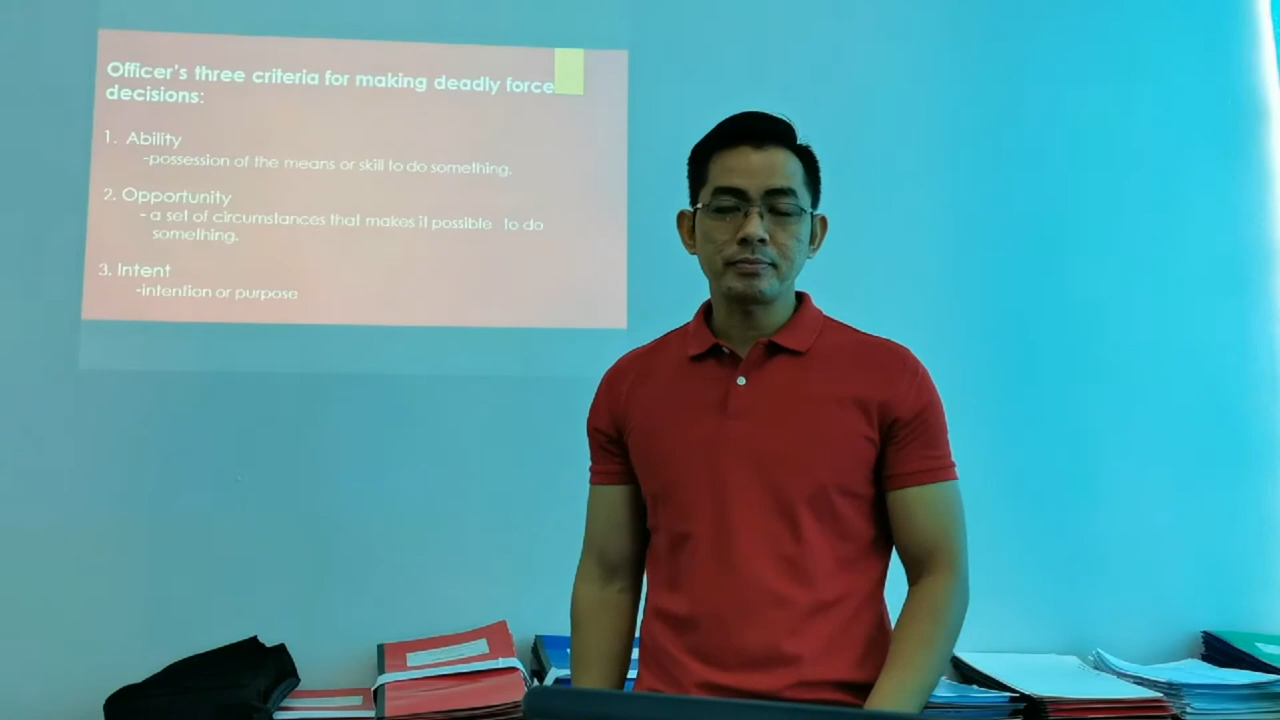 Officer's three criteria for making deadly force
decisions:
1. Ability
-possession of the means or skill to do something.
2. Opportunity
- a set of circumstances that makes it possible to do
something.
3. Intent
-intention or purpose